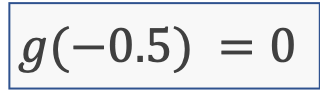 g(−0.5) = 0